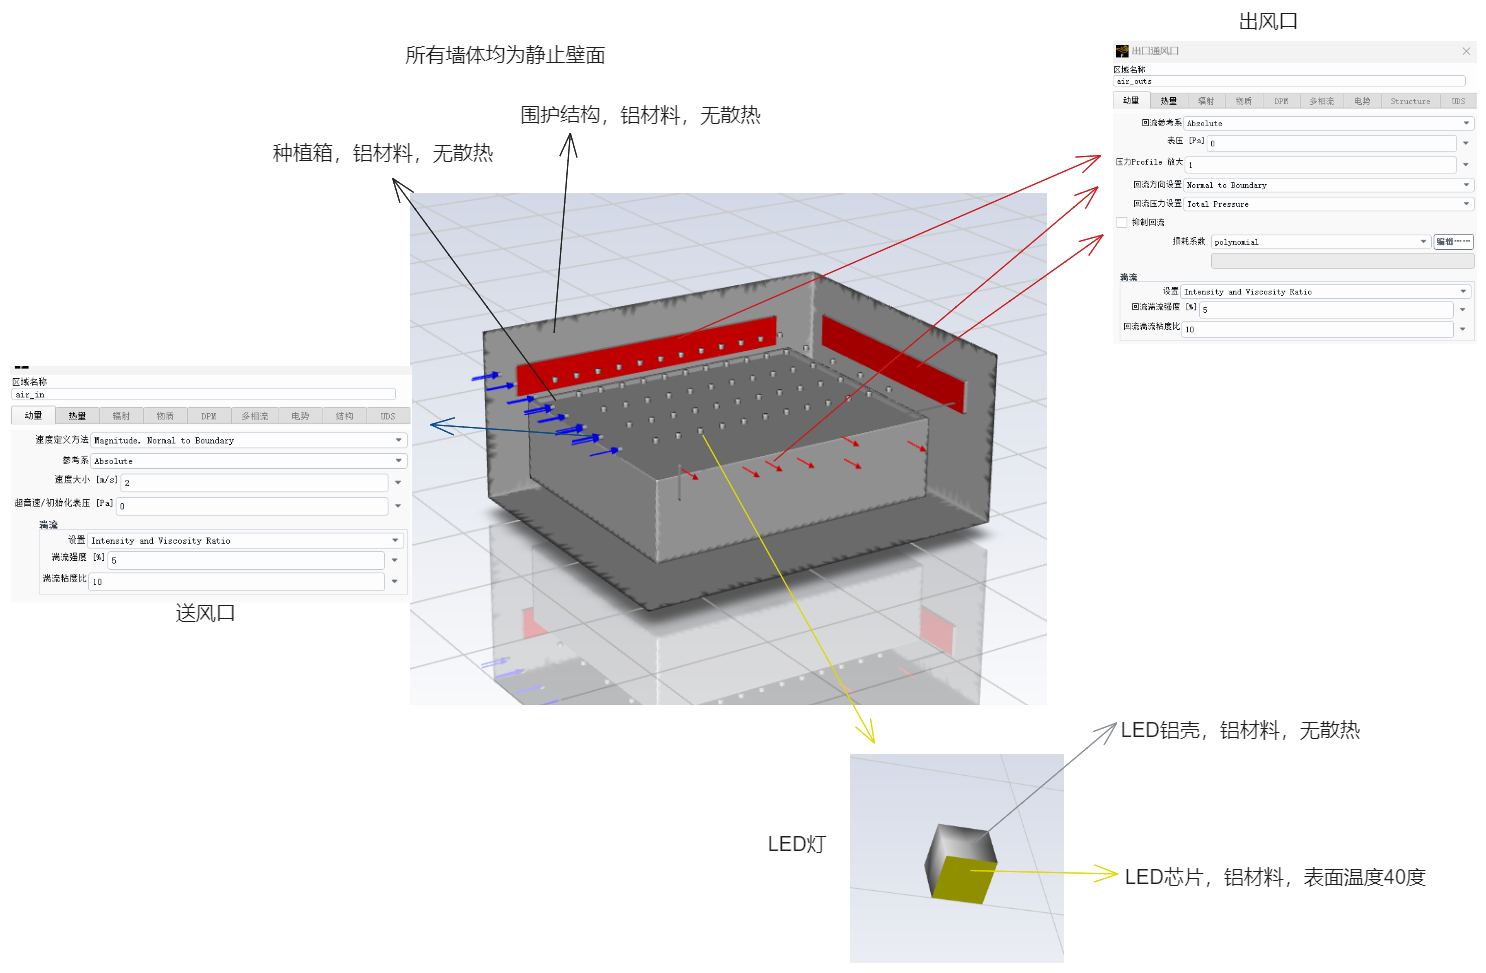 出风口
所有墙体均为静止壁面
围护结构，铝材料，无散热
种植箱，铝材料，无散热
出口通风口
区域名称
air_outs
动量 热量 辐射 物质 DPM 多相流 电势 Structure UDS
回流参考系 Absolute
表压 [Pa] 0
压力Profile 放大 1
回流方向设置 Normal to Boundary
回流压力设置 Total Pressure
抑制回流
损耗系数 polynomial 编辑……
湍流
设置 Intensity and Viscosity Ratio
回流湍流强度 [%] 5
回流湍流粘度比 10
区域名称
air_in
动量 热量 辐射 物质 DPM 多相流 电势 结构 UDS
速度定义方法 Magnitude, Normal to Boundary
参考系 Absolute
速度大小 [m/s] 2
超音速/初始化表压 [Pa] 0
湍流
设置 Intensity and Viscosity Ratio
湍流强度 [%] 5
湍流粘度比 10
送风口
LED铝壳，铝材料，无散热
LED灯
LED芯片，铝材料，表面温度40度